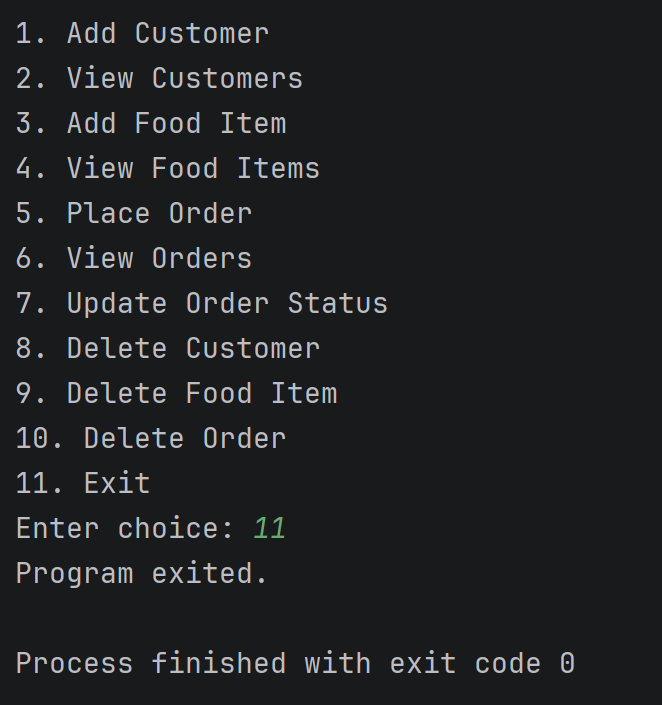 1. Add Customer
2. View Customers
3. Add Food Item
4. View Food Items
5. Place Order
6. View Orders
7. Update Order Status
8. Delete Customer
9. Delete Food Item
10. Delete Order
11. Exit
Enter choice: 11
Program exited.
Process finished with exit code 0